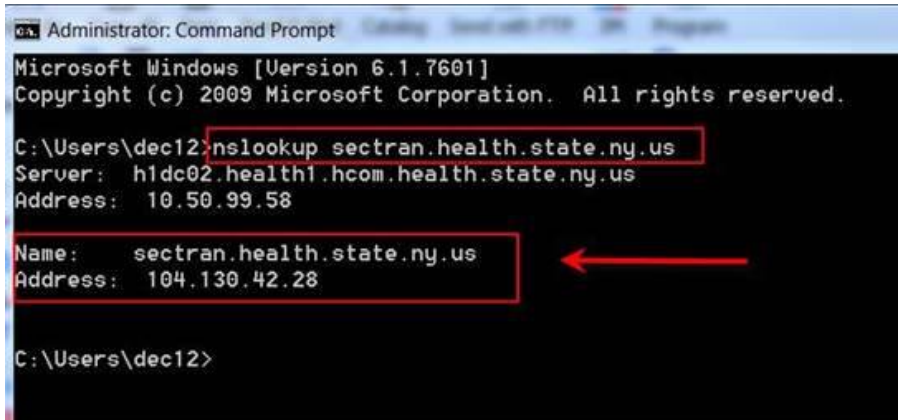 Administrator: Command Prompt
Microsoft Windows [Version 6.1.7601]
Copyright (c) 2009 Microsoft Corporation.  All rights reserved.
C:\Users\dec12>nslookup sectran.health.state.ny.us
Server:  h1dc02.health1.hcom.health.state.ny.us
Address:  10.50.99.58
Name:    sectran.health.state.ny.us
Address:  104.130.42.28
C:\Users\dec12>